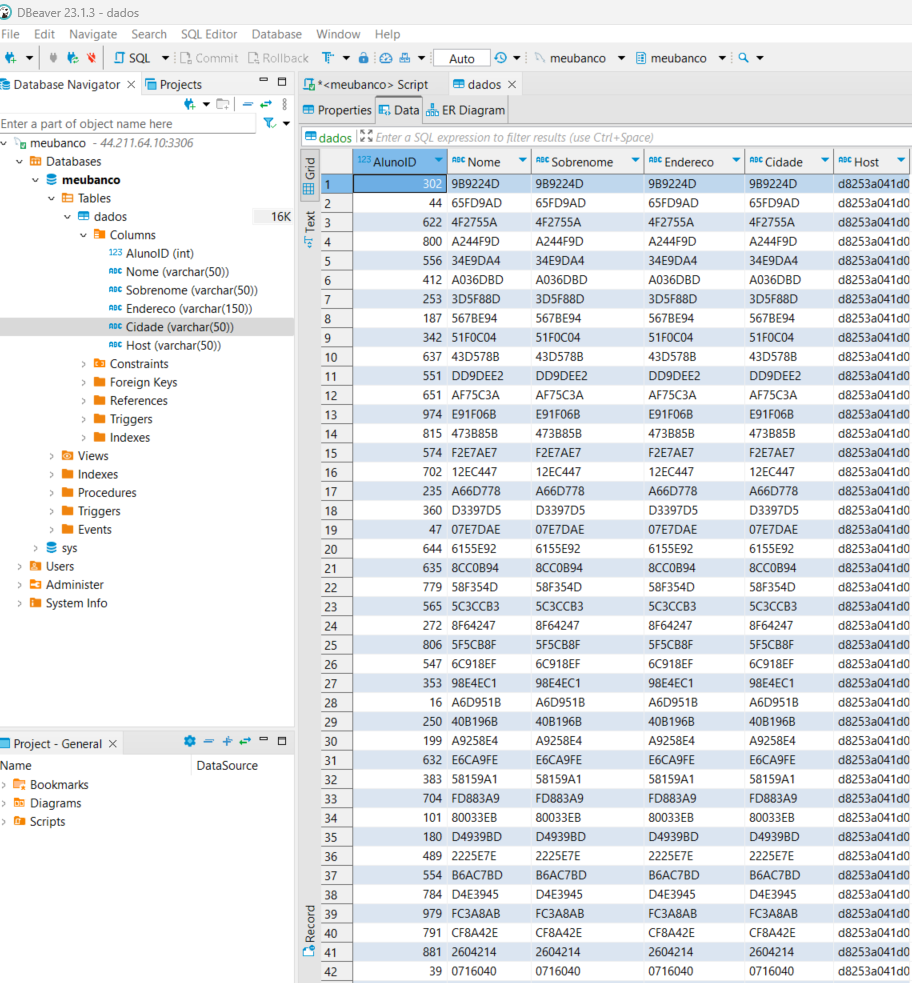 DBeaver 23.1.3 - dados
File Edit Navigate Search SQL Editor Database Window Help
SQL Commit Rollback Auto meubanco meubanco
Database Navigator Projects
Enter a part of object name here
meubanco - 44.211.64.10:3306
Databases
meubanco
Tables
dados 16K
Columns
123 AlunoID (int)
ABC Nome (varchar(50))
ABC Sobrenome (varchar(50))
ABC Endereco (varchar(150))
ABC Cidade (varchar(50))
ABC Host (varchar(50))
Constraints
Foreign Keys
References
Triggers
Indexes
Views
Indexes
Procedures
Triggers
Events
sys
Users
Administer
System Info
Project - General
Name DataSource
Bookmarks
Diagrams
Scripts
*<meubanco> Script dados
Properties Data ER Diagram
dados Enter a SQL expression to filter results (use Ctrl+Space)
Grid
Text
Record
123 AlunoID ABC Nome ABC Sobrenome ABC Endereco ABC Cidade ABC Host
1 302 9B9224D 9B9224D 9B9224D 9B9224D d8253a041d0
2 44 65FD9AD 65FD9AD 65FD9AD 65FD9AD d8253a041d0
3 622 4F2755A 4F2755A 4F2755A 4F2755A d8253a041d0
4 800 A244F9D A244F9D A244F9D A244F9D d8253a041d0
5 556 34E9DA4 34E9DA4 34E9DA4 34E9DA4 d8253a041d0
6 412 A036DBD A036DBD A036DBD A036DBD d8253a041d0
7 253 3D5F88D 3D5F88D 3D5F88D 3D5F88D d8253a041d0
8 187 567BE94 567BE94 567BE94 567BE94 d8253a041d0
9 342 51F0C04 51F0C04 51F0C04 51F0C04 d8253a041d0
10 637 43D578B 43D578B 43D578B 43D578B d8253a041d0
11 551 DD9DEE2 DD9DEE2 DD9DEE2 DD9DEE2 d8253a041d0
12 651 AF75C3A AF75C3A AF75C3A AF75C3A d8253a041d0
13 974 E91F06B E91F06B E91F06B E91F06B d8253a041d0
14 815 473B85B 473B85B 473B85B 473B85B d8253a041d0
15 574 F2E7AE7 F2E7AE7 F2E7AE7 F2E7AE7 d8253a041d0
16 702 12EC447 12EC447 12EC447 12EC447 d8253a041d0
17 235 A66D778 A66D778 A66D778 A66D778 d8253a041d0
18 360 D3397D5 D3397D5 D3397D5 D3397D5 d8253a041d0
19 47 07E7DAE 07E7DAE 07E7DAE 07E7DAE d8253a041d0
20 644 6155E92 6155E92 6155E92 6155E92 d8253a041d0
21 635 8CC0B94 8CC0B94 8CC0B94 8CC0B94 d8253a041d0
22 779 58F354D 58F354D 58F354D 58F354D d8253a041d0
23 565 5C3CCB3 5C3CCB3 5C3CCB3 5C3CCB3 d8253a041d0
24 272 8F64247 8F64247 8F64247 8F64247 d8253a041d0
25 806 5F5CB8F 5F5CB8F 5F5CB8F 5F5CB8F d8253a041d0
26 547 6C918EF 6C918EF 6C918EF 6C918EF d8253a041d0
27 353 98E4EC1 98E4EC1 98E4EC1 98E4EC1 d8253a041d0
28 16 A6D951B A6D951B A6D951B A6D951B d8253a041d0
29 250 40B196B 40B196B 40B196B 40B196B d8253a041d0
30 199 A9258E4 A9258E4 A9258E4 A9258E4 d8253a041d0
31 632 E6CA9FE E6CA9FE E6CA9FE E6CA9FE d8253a041d0
32 383 58159A1 58159A1 58159A1 58159A1 d8253a041d0
33 704 FD883A9 FD883A9 FD883A9 FD883A9 d8253a041d0
34 101 80033EB 80033EB 80033EB 80033EB d8253a041d0
35 180 D4939BD D4939BD D4939BD D4939BD d8253a041d0
36 489 2225E7E 2225E7E 2225E7E 2225E7E d8253a041d0
37 554 B6AC7BD B6AC7BD B6AC7BD B6AC7BD d8253a041d0
38 784 D4E3945 D4E3945 D4E3945 D4E3945 d8253a041d0
39 979 FC3A8AB FC3A8AB FC3A8AB FC3A8AB d8253a041d0
40 791 CF8A42E CF8A42E CF8A42E CF8A42E d8253a041d0
41 881 2604214 2604214 2604214 2604214 d8253a041d0
42 39 0716040 0716040 0716040 0716040 d8253a041d0